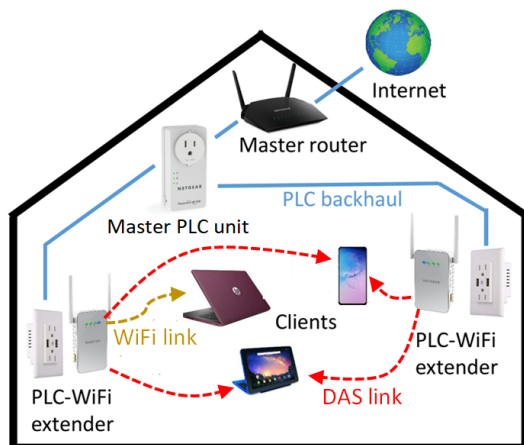 Internet
Master router
NETGEAR
PLC backhaul
Master PLC unit
WiFi link
Clients
PLC-WiFi
extender
PLC-WiFi
extender
DAS link